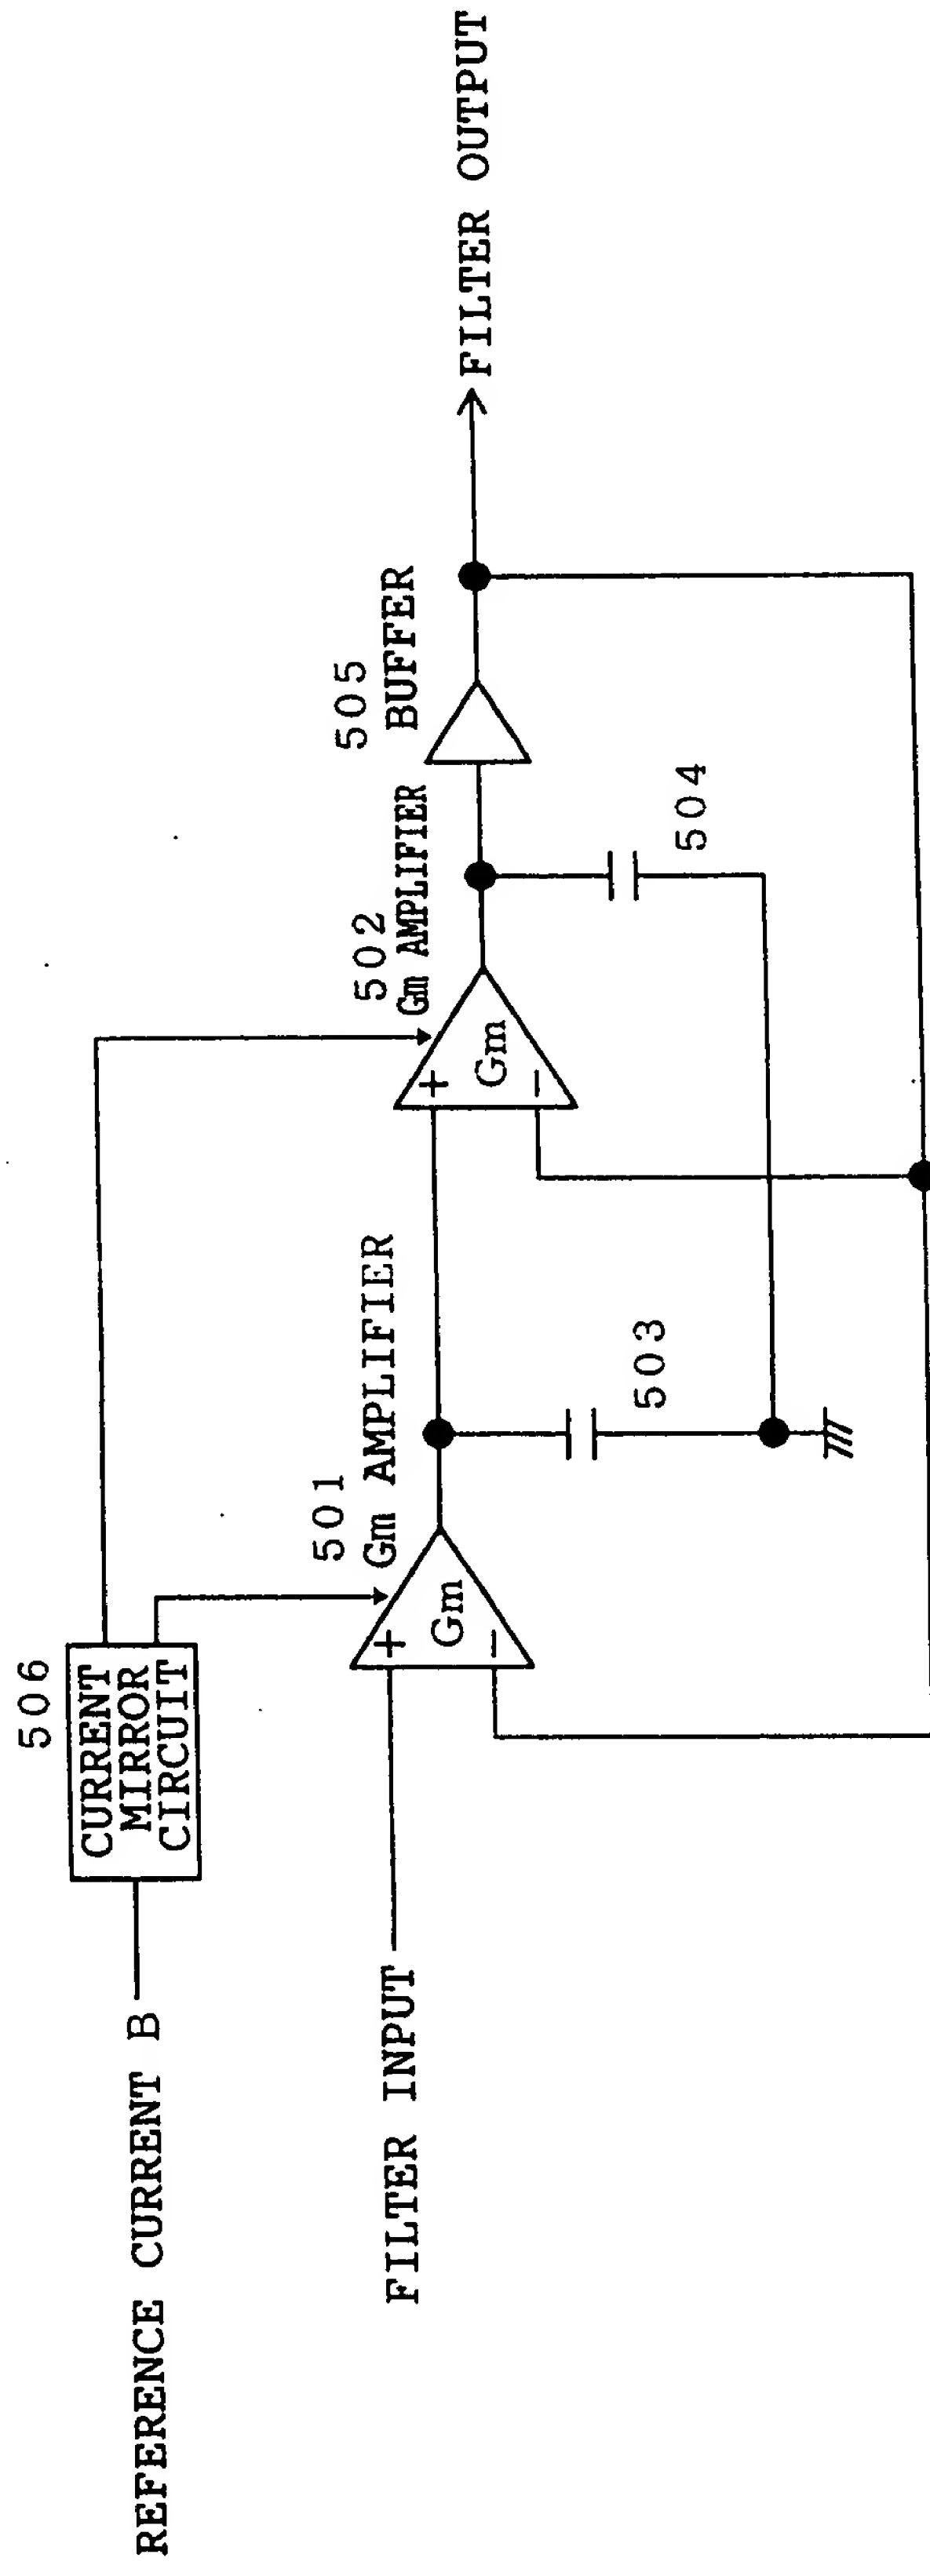 506
CURRENT
MIRROR
CIRCUIT
REFERENCE CURRENT B
501
Gm AMPLIFIER
502
Gm AMPLIFIER
505
BUFFER
FILTER INPUT
+
Gm
−
+
Gm
−
FILTER OUTPUT
503
504